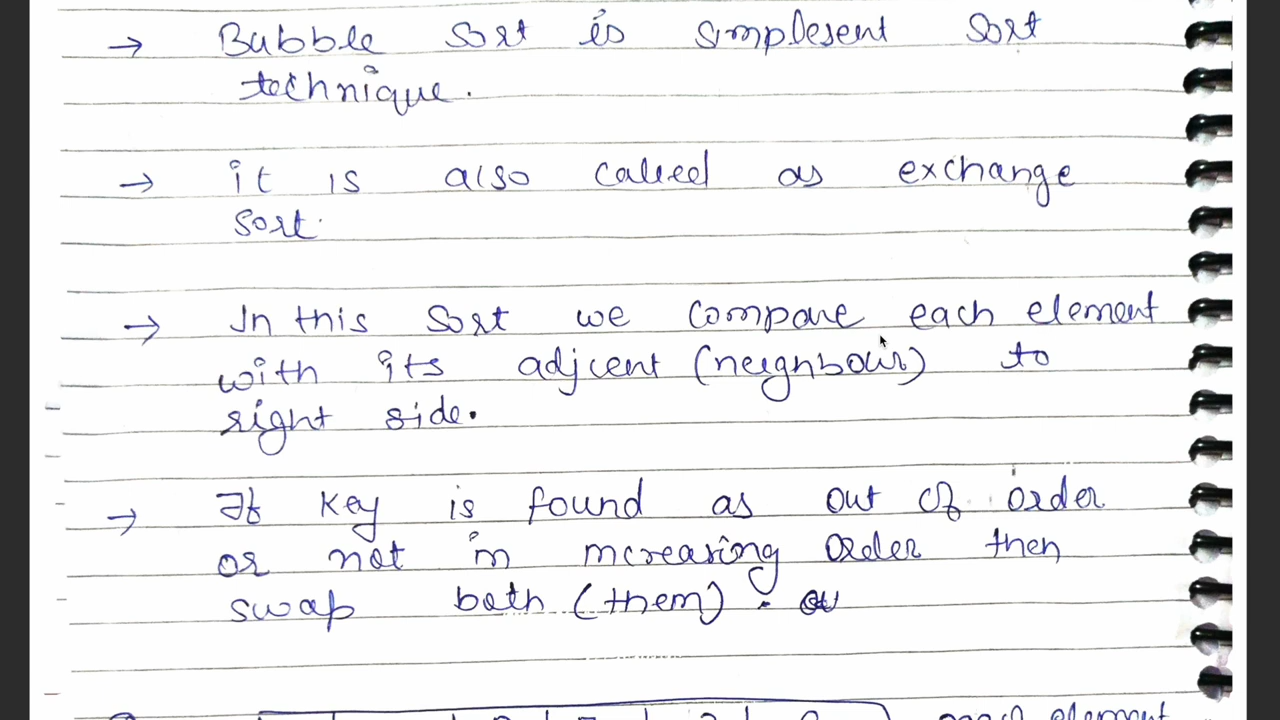 → Bubble sort is simplesent sort
technique.
→ it is also called as exchange
sort.
→ In this sort we compare each element
with its adjcent (neighbour) to
right side.
→ If key is found as out of order
or not in increasing order then
swap both (them).
each element